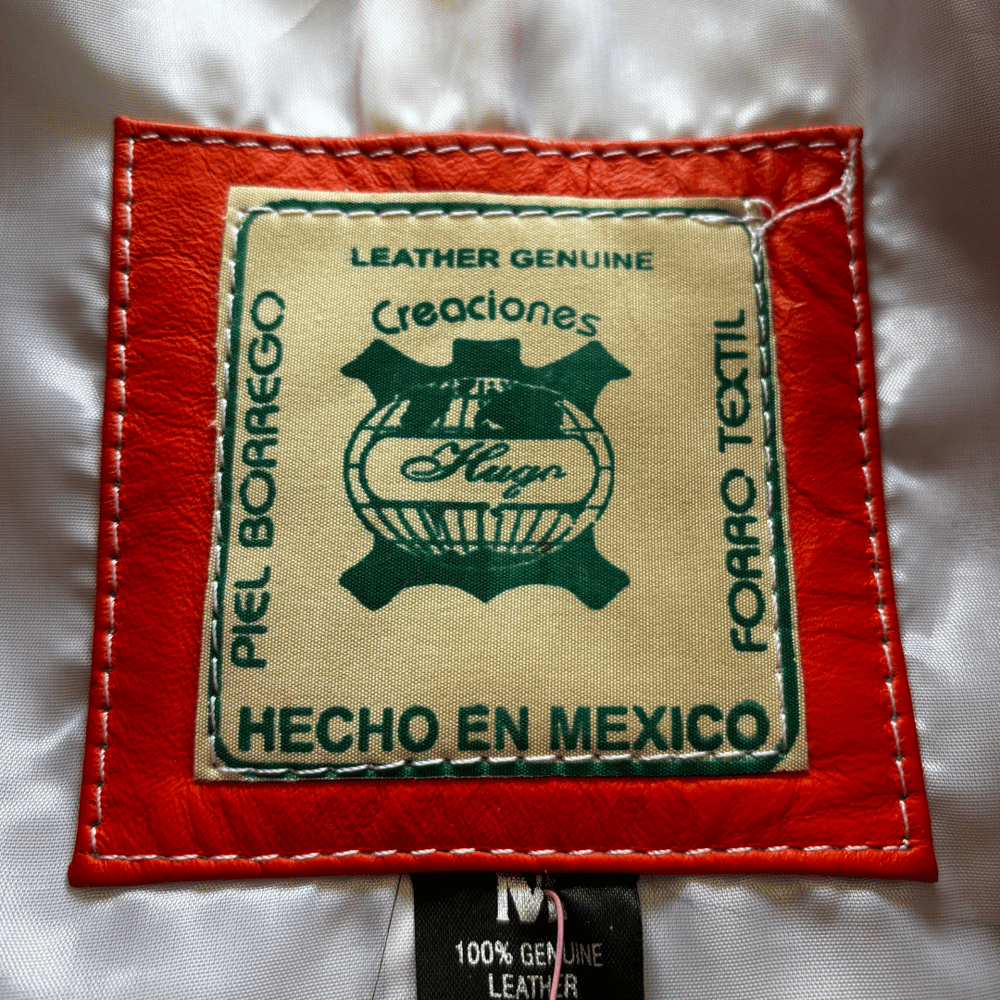 LEATHER GENUINE
Creaciones
Hugo
PIEL BORREGO
FORRO TEXTIL
HECHO EN MEXICO
M
100% GENUINE
LEATHER